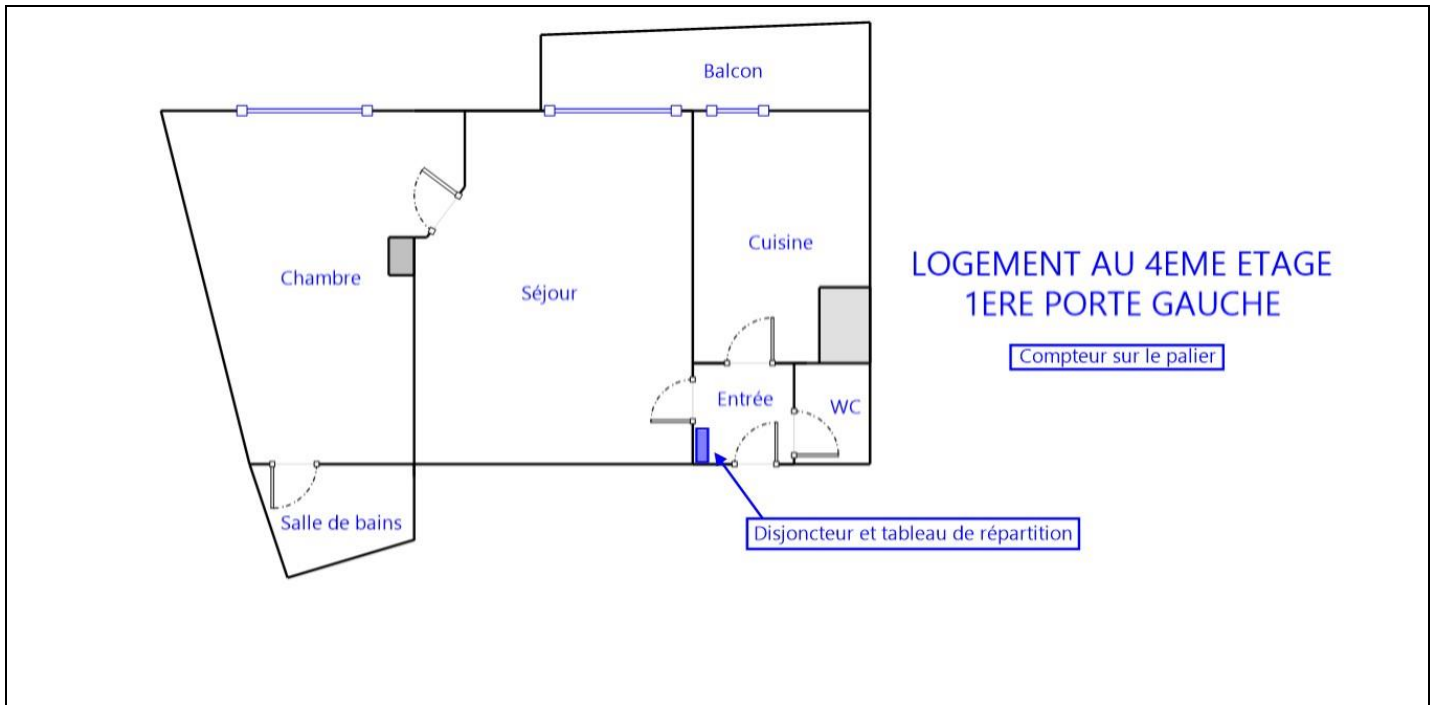 Balcon
Cuisine
Chambre
Séjour
LOGEMENT AU 4EME ETAGE
1ERE PORTE GAUCHE
Compteur sur le palier
Entrée
WC
Salle de bains
Disjoncteur et tableau de répartition